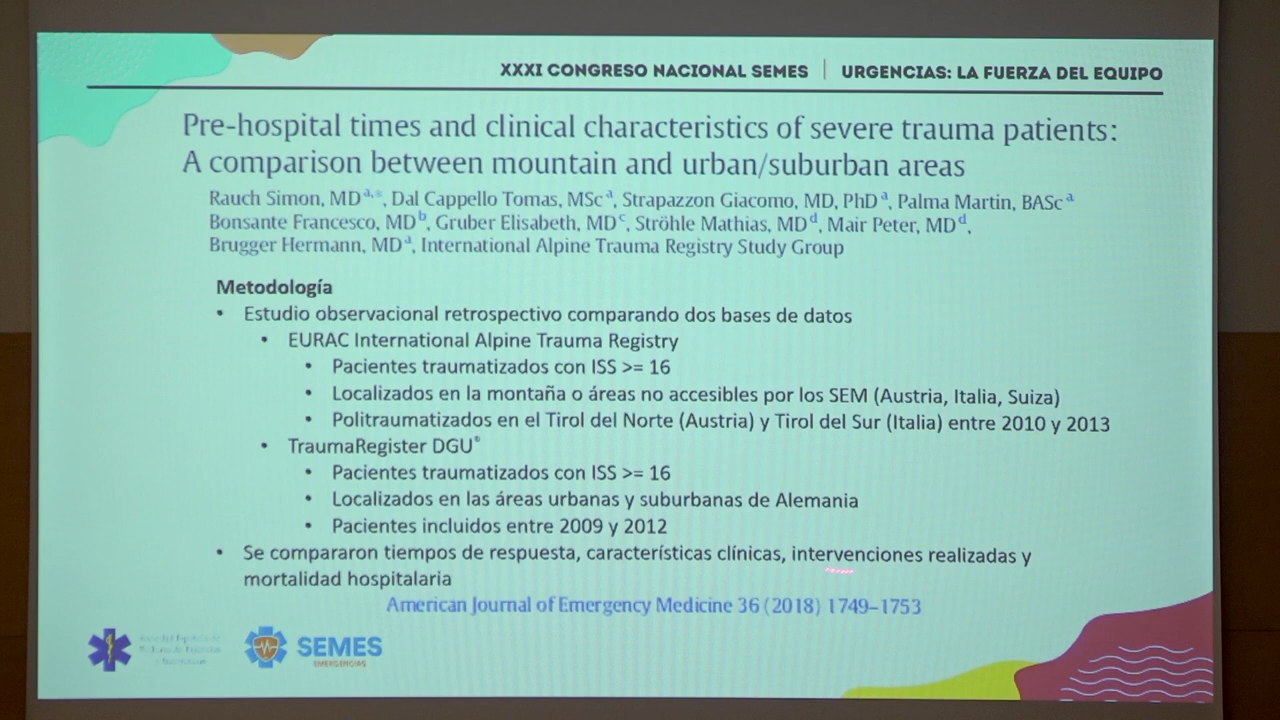 XXXI CONGRESO NACIONAL SEMES | URGENCIAS: LA FUERZA DEL EQUIPO
Pre-hospital times and clinical characteristics of severe trauma patients:
A comparison between mountain and urban/suburban areas
Rauch Simon, MD a,*, Dal Cappello Tomas, MSc a, Strapazzon Giacomo, MD, PhD a, Palma Martin, BASc a
Bonsante Francesco, MD b, Gruber Elisabeth, MD c, Ströhle Mathias, MD d, Mair Peter, MD d,
Brugger Hermann, MD a, International Alpine Trauma Registry Study Group
Metodología
• Estudio observacional retrospectivo comparando dos bases de datos
• EURAC International Alpine Trauma Registry
• Pacientes traumatizados con ISS >= 16
• Localizados en la montaña o áreas no accesibles por los SEM (Austria, Italia, Suiza)
• Politraumatizados en el Tirol del Norte (Austria) y Tirol del Sur (Italia) entre 2010 y 2013
• TraumaRegister DGU®
• Pacientes traumatizados con ISS >= 16
• Localizados en las áreas urbanas y suburbanas de Alemania
• Pacientes incluidos entre 2009 y 2012
• Se compararon tiempos de respuesta, características clínicas, intervenciones realizadas y
mortalidad hospitalaria
American Journal of Emergency Medicine 36 (2018) 1749–1753
SEMES
EMERGENCIAS